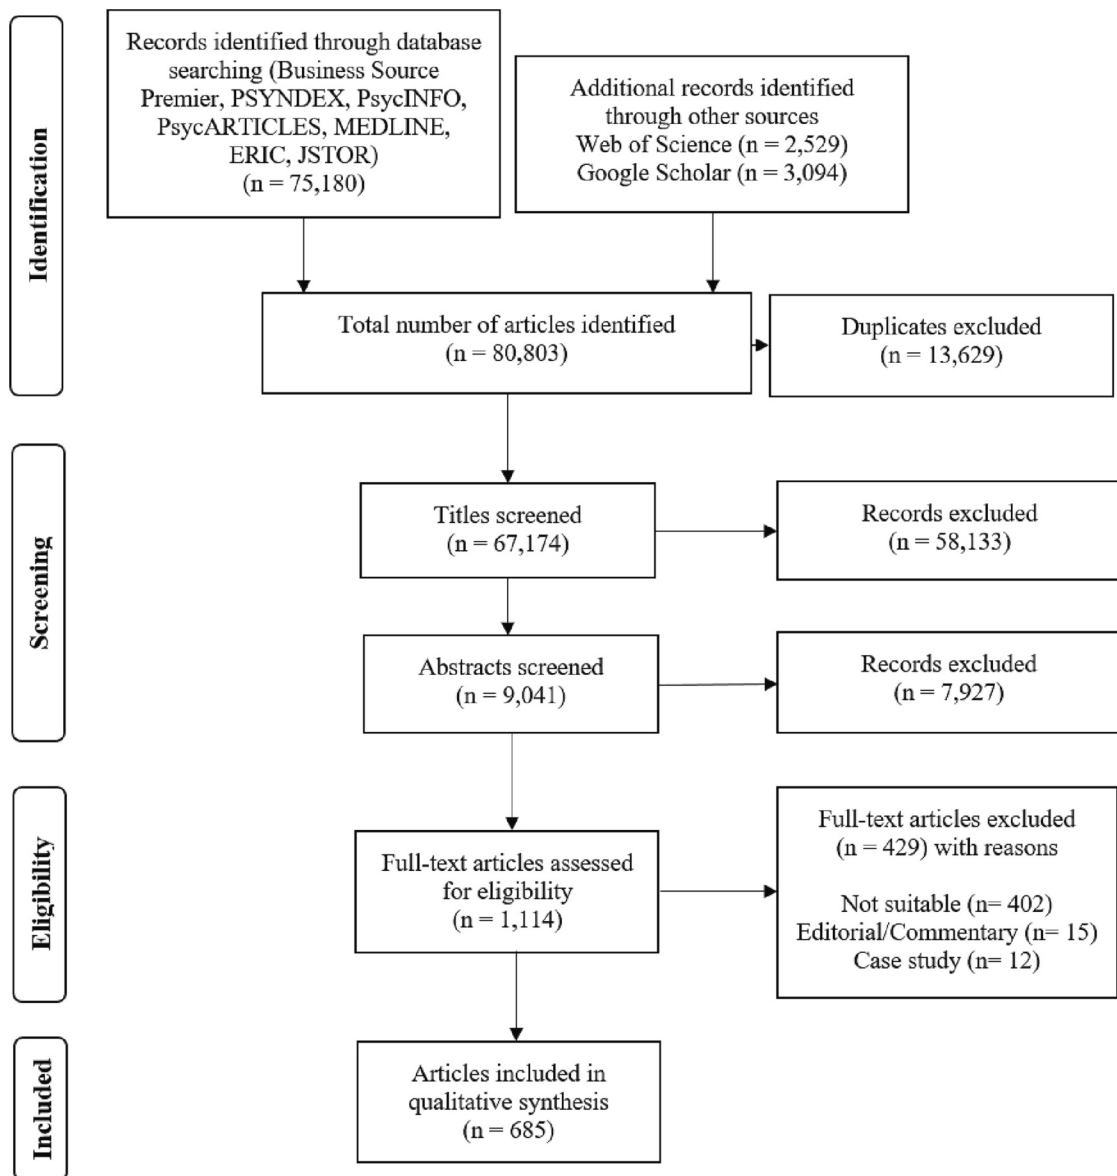 Identification
Records identified through database
searching (Business Source
Premier, PSYNDEX, PsycINFO,
PsycARTICLES, MEDLINE,
ERIC, JSTOR)
(n = 75,180)
Additional records identified
through other sources
Web of Science (n = 2,529)
Google Scholar (n = 3,094)
Total number of articles identified
(n = 80,803)
Duplicates excluded
(n = 13,629)
Screening
Titles screened
(n = 67,174)
Records excluded
(n = 58,133)
Abstracts screened
(n = 9,041)
Records excluded
(n = 7,927)
Eligibility
Full-text articles assessed
for eligibility
(n = 1,114)
Full-text articles excluded
(n = 429) with reasons
Not suitable (n= 402)
Editorial/Commentary (n= 15)
Case study (n= 12)
Included
Articles included in
qualitative synthesis
(n = 685)